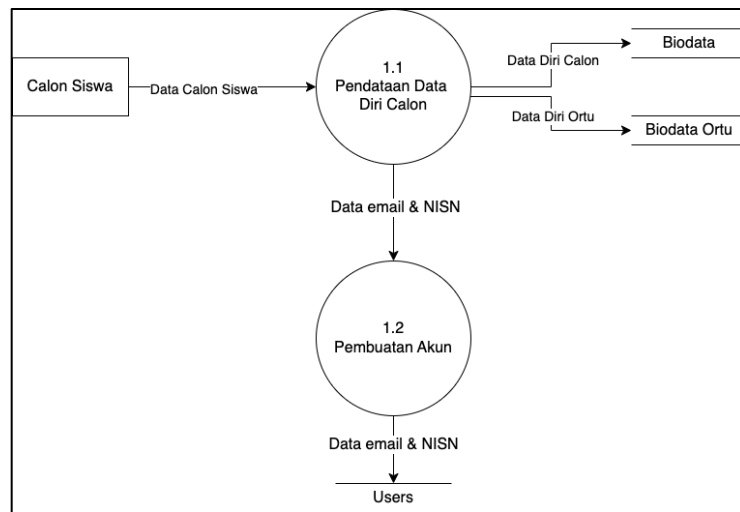 Calon Siswa
Data Calon Siswa
1.1
Pendataan Data
Diri Calon
Data Diri Calon
Biodata
Data Diri Ortu
Biodata Ortu
Data email & NISN
1.2
Pembuatan Akun
Data email & NISN
Users